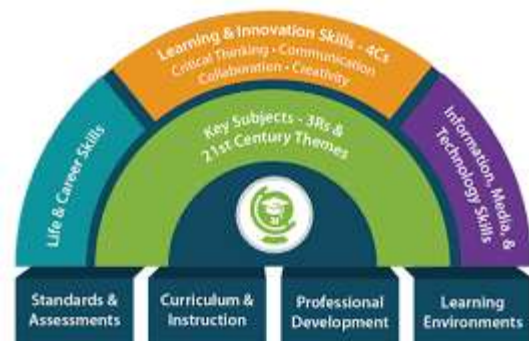 Learning & Innovation Skills - 4Cs
Critical Thinking • Communication
Collaboration • Creativity
Key Subjects - 3Rs &
21st Century Themes
Life & Career Skills
Information, Media, &
Technology Skills
Standards &
Assessments
Curriculum &
Instruction
Professional
Development
Learning
Environments